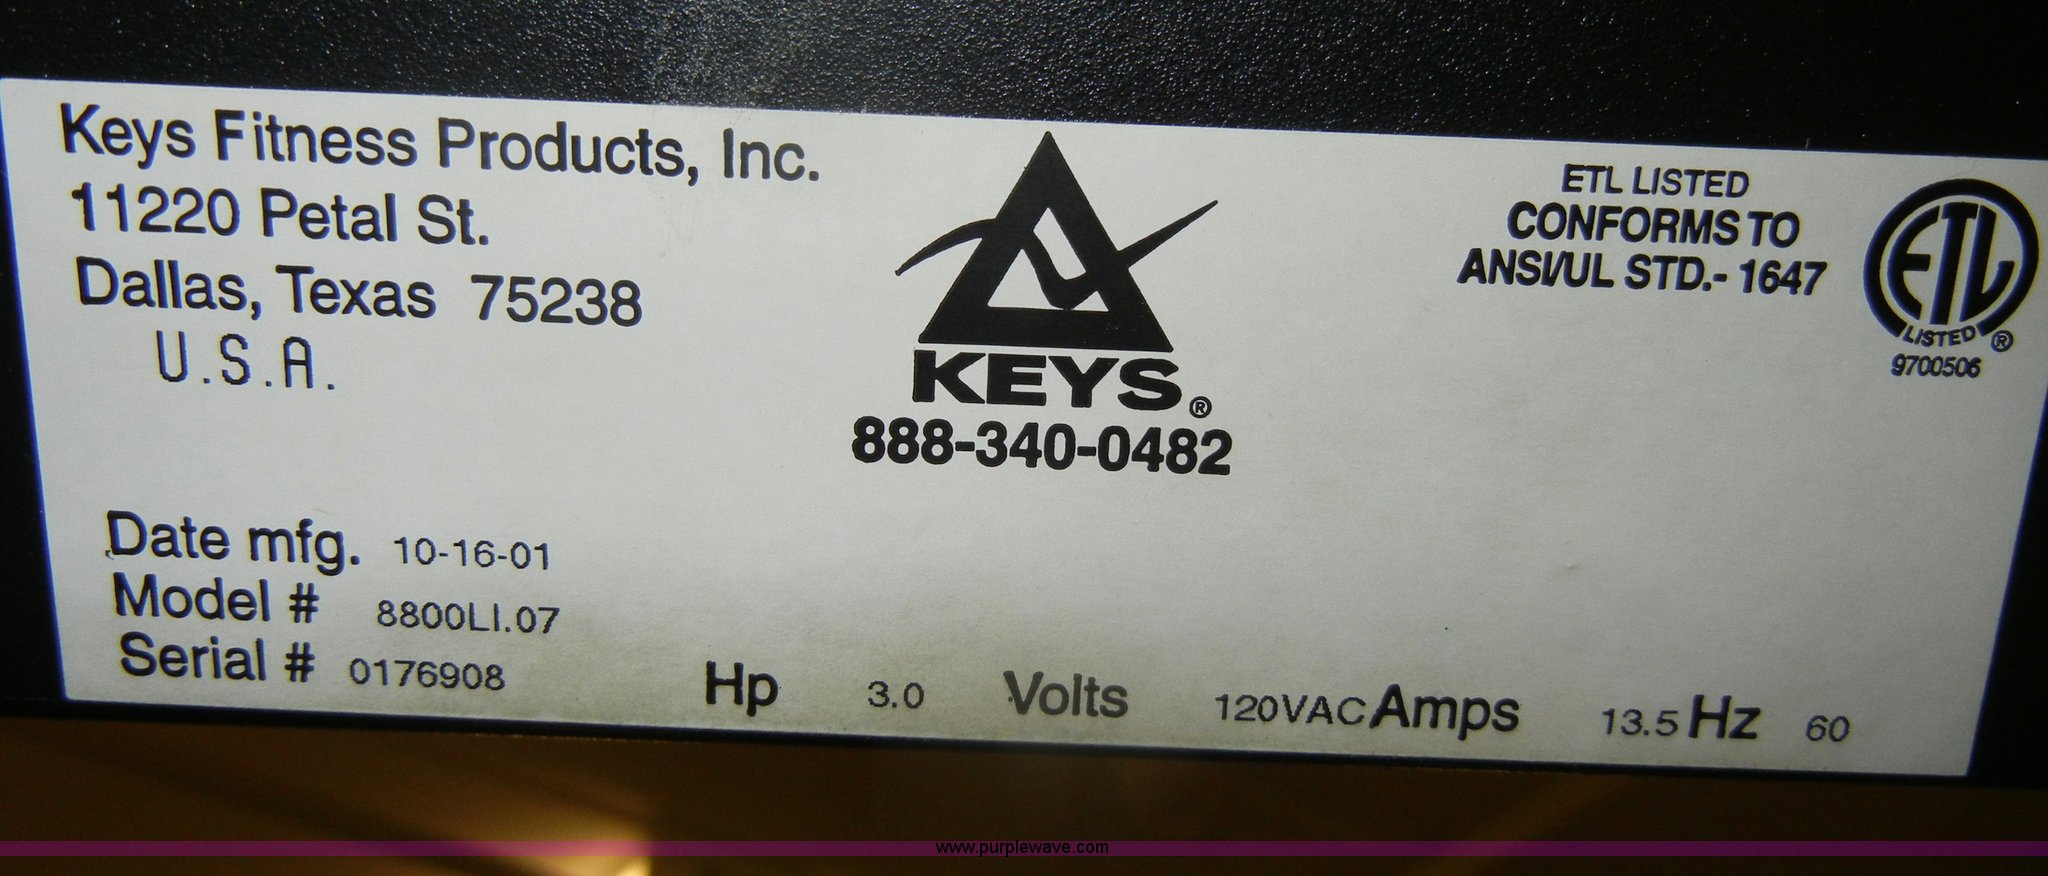 Keys Fitness Products, Inc.
11220 Petal St.
Dallas, Texas 75238
U.S.A.
KEYS®
888-340-0482
ETL LISTED
CONFORMS TO
ANSI/UL STD.- 1647
ETL
LISTED ®
9700506
Date mfg. 10-16-01
Model # 8800LI.07
Serial # 0176908
Hp 3.0 Volts 120VAC Amps 13.5 Hz 60
www.purplewave.com